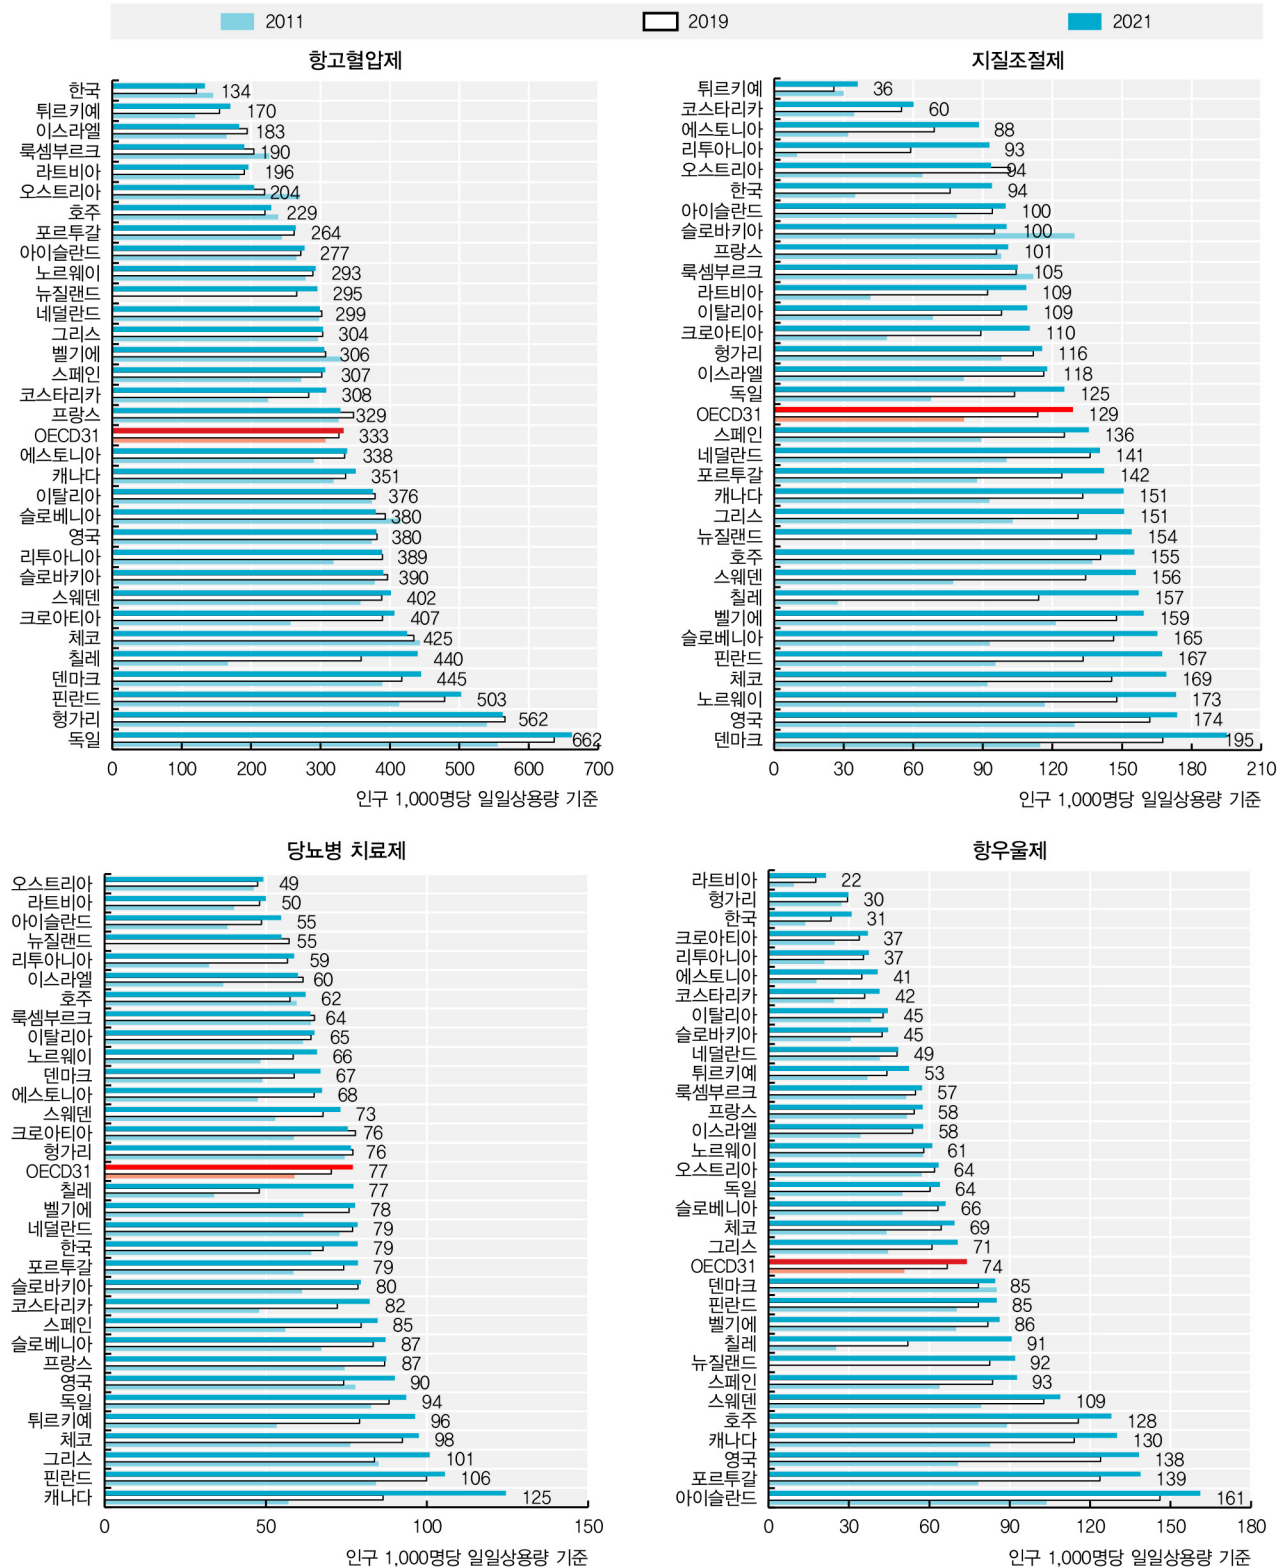 2011 2019 2021
항고혈압제
한국 134
튀르키예 170
이스라엘 183
룩셈부르크 190
라트비아 196
오스트리아 204
호주 229
포르투갈 264
아이슬란드 277
노르웨이 293
뉴질랜드 295
네덜란드 299
그리스 304
벨기에 306
스페인 307
코스타리카 308
프랑스 329
OECD31 333
에스토니아 338
캐나다 351
이탈리아 376
슬로베니아 380
영국 380
리투아니아 389
슬로바키아 390
스웨덴 402
크로아티아 407
체코 425
칠레 440
덴마크 445
핀란드 503
헝가리 562
독일 662
0 100 200 300 400 500 600 700
인구 1,000명당 일일상용량 기준
지질조절제
튀르키예 36
코스타리카 60
에스토니아 88
리투아니아 93
오스트리아 94
한국 94
아이슬란드 100
슬로바키아 100
프랑스 101
룩셈부르크 105
라트비아 109
이탈리아 109
크로아티아 110
헝가리 116
이스라엘 118
독일 125
OECD31 129
스페인 136
네덜란드 141
포르투갈 142
캐나다 151
그리스 151
뉴질랜드 154
호주 155
스웨덴 156
칠레 157
벨기에 159
슬로베니아 165
핀란드 167
체코 169
노르웨이 173
영국 174
덴마크 195
0 30 60 90 120 150 180 210
인구 1,000명당 일일상용량 기준
당뇨병 치료제
오스트리아 49
라트비아 50
아이슬란드 55
뉴질랜드 55
리투아니아 59
이스라엘 60
호주 62
룩셈부르크 64
이탈리아 65
노르웨이 66
덴마크 67
에스토니아 68
스웨덴 73
크로아티아 76
헝가리 76
OECD31 77
칠레 77
벨기에 78
네덜란드 79
한국 79
포르투갈 79
슬로바키아 80
코스타리카 82
스페인 85
슬로베니아 87
프랑스 87
영국 90
독일 94
튀르키예 96
체코 98
그리스 101
핀란드 106
캐나다 125
0 50 100 150
인구 1,000명당 일일상용량 기준
항우울제
라트비아 22
헝가리 30
한국 31
크로아티아 37
리투아니아 37
에스토니아 41
코스타리카 42
이탈리아 45
슬로바키아 45
네덜란드 49
튀르키예 53
룩셈부르크 57
프랑스 58
이스라엘 58
노르웨이 61
오스트리아 64
독일 64
슬로베니아 66
체코 69
그리스 71
OECD31 74
덴마크 85
핀란드 85
벨기에 86
칠레 91
뉴질랜드 92
스페인 93
스웨덴 109
호주 128
캐나다 130
영국 138
포르투갈 139
아이슬란드 161
0 30 60 90 120 150 180
인구 1,000명당 일일상용량 기준